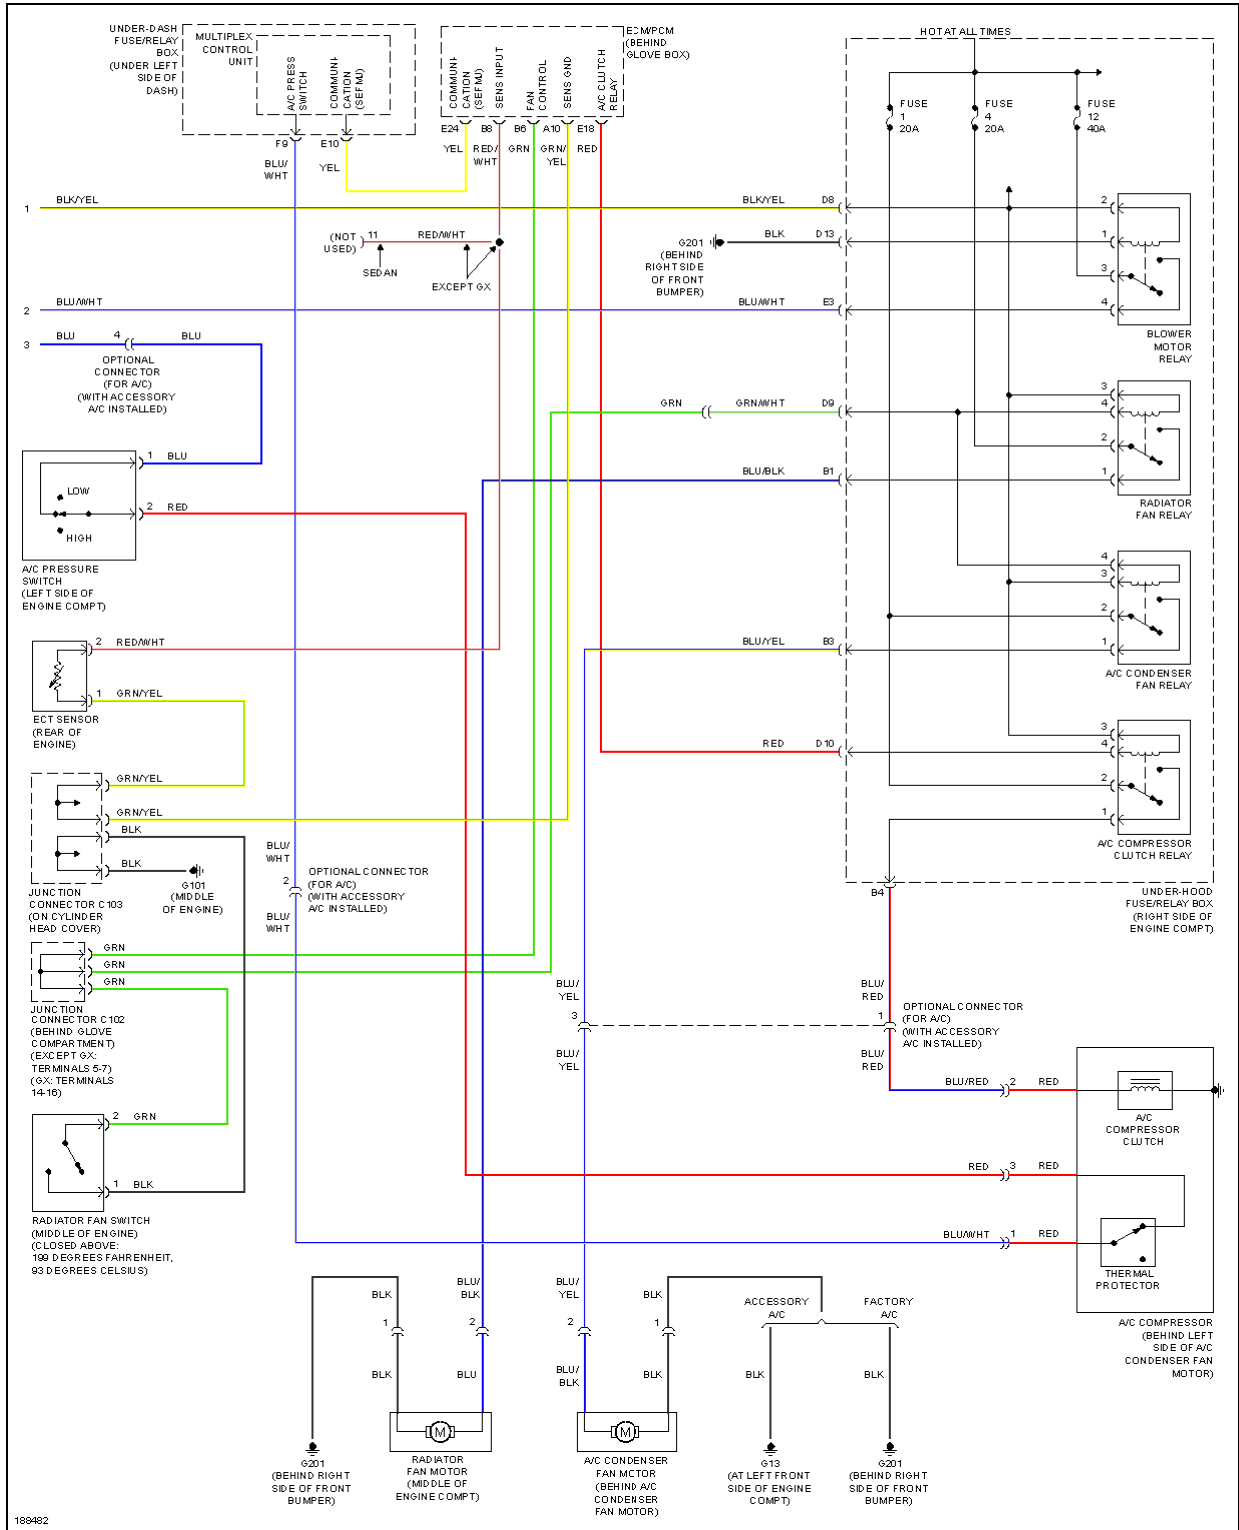 UNDER-DASH
FUSE/RELAY
BOX
(UNDER LEFT
SIDE OF
DASH)
MULTIPLEX
CONTROL
UNIT
A/C PRESS
SWITCH
COMMUNI-
CATION
(SEFMJ)
F9
E10
BLU/
WHT
YEL
ECM/PCM
(BEHIND
GLOVE BOX)
COMMUNI-
CATION
(SEFMJ)
SENS INPUT
FAN
CONTROL
SENS GND
A/C CLUTCH
RELAY
E24
B8
B6
A10
E18
YEL
RED/
WHT
GRN
GRN/
YEL
RED
HOT AT ALL TIMES
FUSE
1
20A
FUSE
4
20A
FUSE
12
40A
1
BLK/YEL
BLK/YEL
D8
(NOT
USED)
11
RED/WHT
SEDAN
EXCEPT GX
G201
(BEHIND
RIGHT SIDE
OF FRONT
BUMPER)
BLK
D13
2
BLU/WHT
BLU/WHT
E3
2
1
3
4
BLOWER
MOTOR
RELAY
3
BLU
4
BLU
OPTIONAL
CONNECTOR
(FOR A/C)
(WITH ACCESSORY
A/C INSTALLED)
GRN
GRN/WHT
D9
BLU/BLK
B1
3
4
2
1
RADIATOR
FAN RELAY
1
BLU
LOW
2
RED
HIGH
A/C PRESSURE
SWITCH
(LEFT SIDE OF
ENGINE COMPT)
4
3
2
1
A/C CONDENSER
FAN RELAY
BLU/YEL
B3
2
RED/WHT
1
GRN/YEL
ECT SENSOR
(REAR OF
ENGINE)
RED
D10
3
4
2
1
A/C COMPRESSOR
CLUTCH RELAY
GRN/YEL
GRN/YEL
BLK
BLK
G101
(MIDDLE
OF ENGINE)
JUNCTION
CONNECTOR C103
(ON CYLINDER
HEAD COVER)
BLU/
WHT
2
OPTIONAL CONNECTOR
(FOR A/C)
(WITH ACCESSORY
A/C INSTALLED)
BLU/
WHT
B4
UNDER-HOOD
FUSE/RELAY BOX
(RIGHT SIDE OF
ENGINE COMPT)
GRN
GRN
GRN
JUNCTION
CONNECTOR C102
(BEHIND GLOVE
COMPARTMENT)
(EXCEPT GX:
TERMINALS 5-7)
(GX: TERMINALS
14-16)
BLU/
YEL
3
BLU/
YEL
BLU/
RED
1
BLU/
RED
OPTIONAL CONNECTOR
(FOR A/C)
(WITH ACCESSORY
A/C INSTALLED)
BLU/RED
2
RED
A/C
COMPRESSOR
CLUTCH
2
GRN
1
BLK
RADIATOR FAN SWITCH
(MIDDLE OF ENGINE)
(CLOSED ABOVE:
199 DEGREES FAHRENHEIT,
93 DEGREES CELSIUS)
RED
3
RED
BLU/WHT
1
RED
THERMAL
PROTECTOR
A/C COMPRESSOR
(BEHIND LEFT
SIDE OF A/C
CONDENSER FAN
MOTOR)
BLK
BLU/
BLK
BLU/
YEL
BLK
ACCESSORY
A/C
FACTORY
A/C
1
2
2
1
BLK
BLU
BLU/
BLK
BLK
BLK
BLK
M
M
G201
(BEHIND RIGHT
SIDE OF FRONT
BUMPER)
RADIATOR
FAN MOTOR
(MIDDLE OF
ENGINE COMPT)
A/C CONDENSER
FAN MOTOR
(BEHIND A/C
CONDENSER
FAN MOTOR)
G13
(AT LEFT FRONT
SIDE OF ENGINE
COMPT)
G201
(BEHIND RIGHT
SIDE OF FRONT
BUMPER)
188482